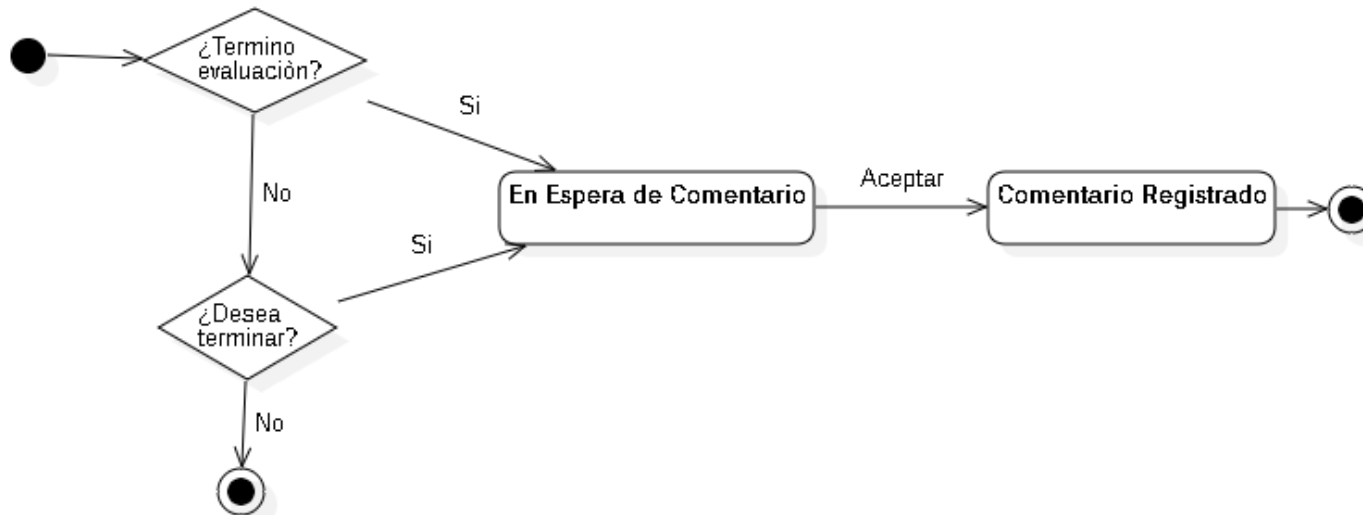 ¿Termino
evaluaciòn?
Si
Aceptar
En Espera de Comentario
Comentario Registrado
No
Si
¿Desea
terminar?
No